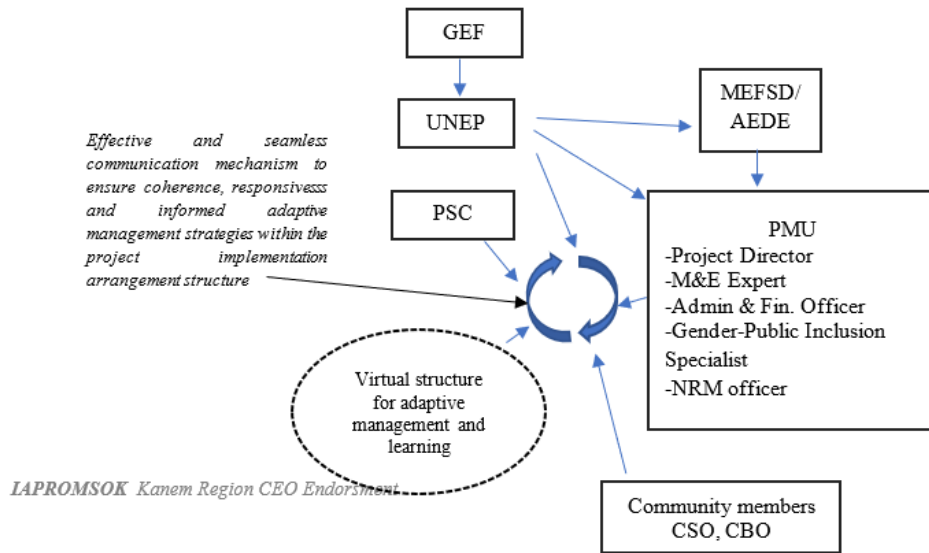 GEF
UNEP
MEFSD/
AEDE
Effective and seamless
communication mechanism to
ensure coherence, responsivesss
and informed adaptive
management strategies within the
project implementation
arrangement structure
PSC
PMU
-Project Director
-M&E Expert
-Admin & Fin. Officer
-Gender-Public Inclusion
Specialist
-NRM officer
Virtual structure
for adaptive
management and
learning
IAPROMSOK Kanem Region CEO Endorsment
Community members
CSO, CBO